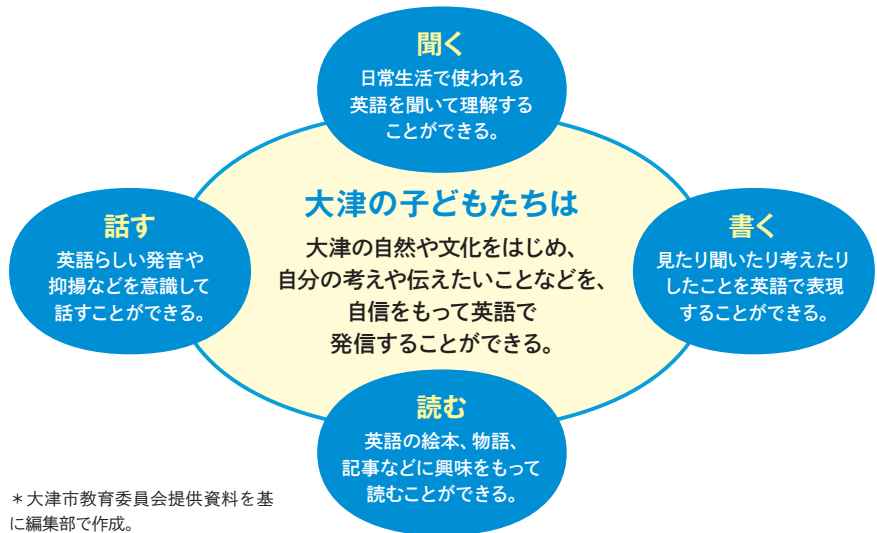 聞く
日常生活で使われる
英語を聞いて理解する
ことができる。
大津の子どもたちは
大津の自然や文化をはじめ、
自分の考えや伝えたいことなどを、
自信をもって英語で
発信することができる。
話す
英語らしい発音や
抑揚などを意識して
話すことができる。
書く
見たり聞いたり考えたり
したことを英語で表現
することができる。
読む
英語の絵本、物語、
記事などに興味をもって
読むことができる。
＊大津市教育委員会提供資料を基
に編集部で作成。